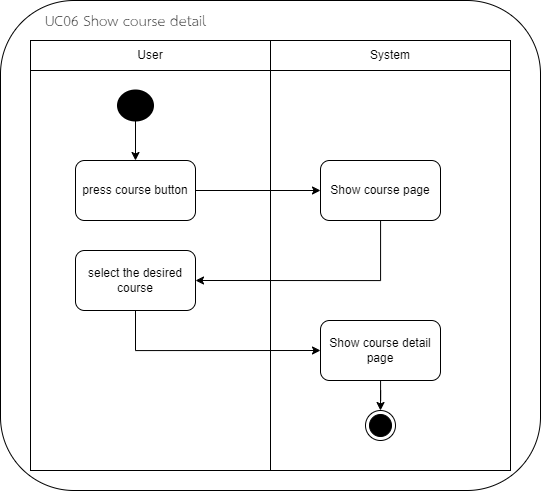 UC06 Show course detail
User
System
press course button
Show course page
select the desired
course
Show course detail
page